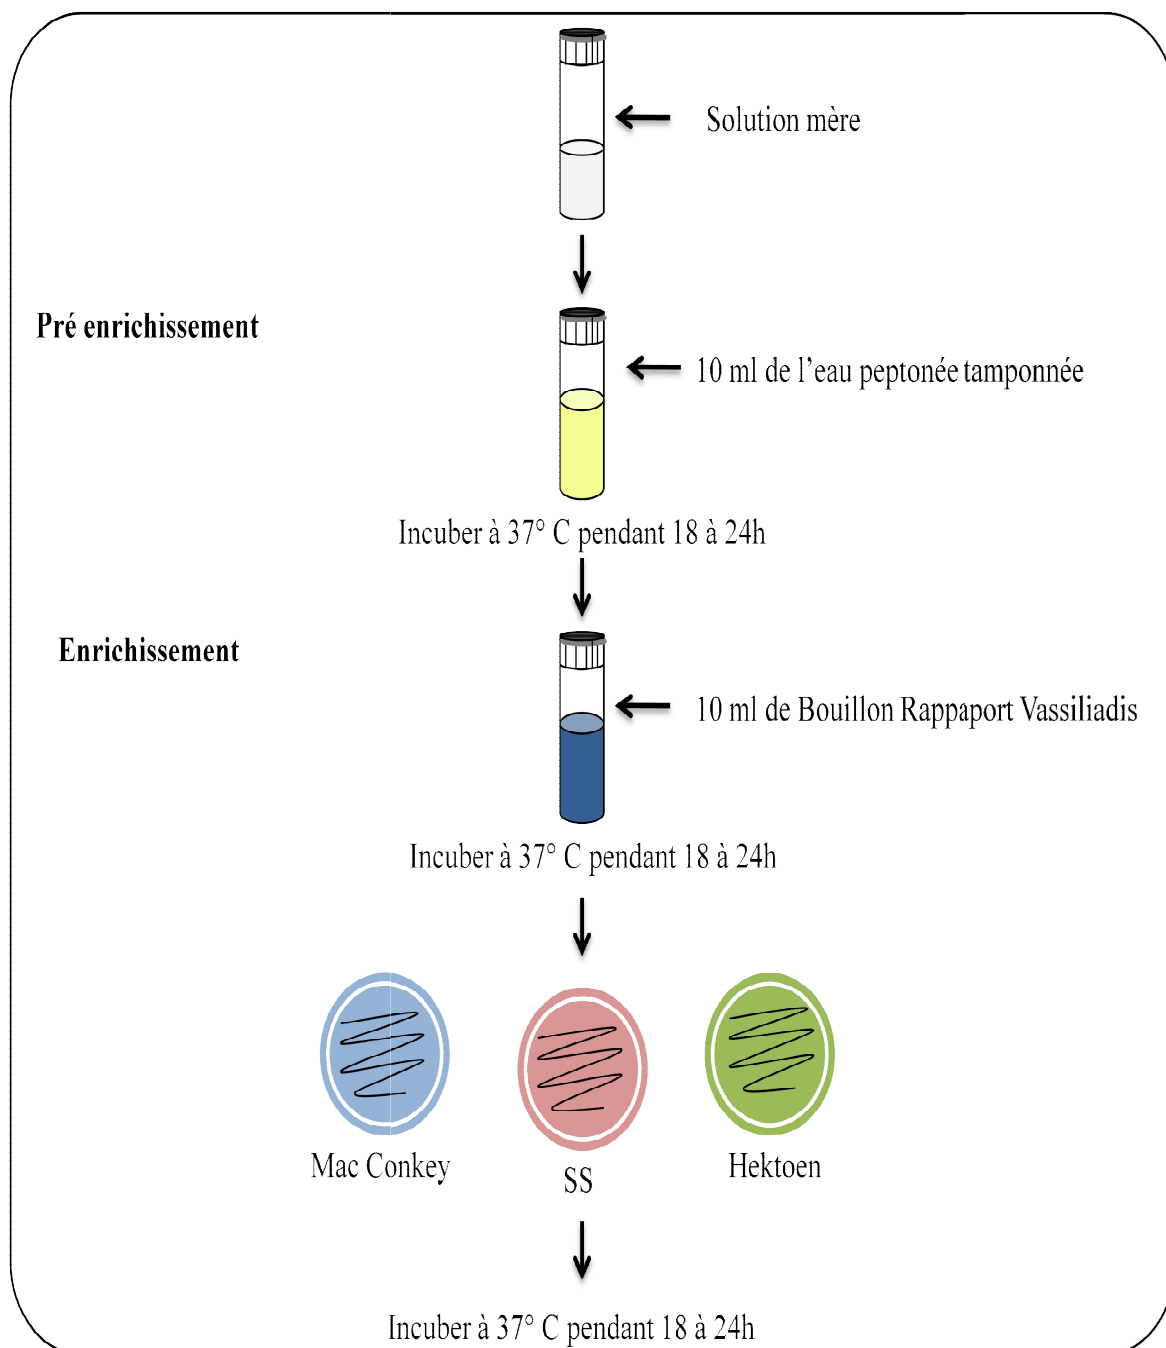 Solution mère
Pré enrichissement
10 ml de l’eau peptonée tamponnée
Incuber à 37° C pendant 18 à 24h
Enrichissement
10 ml de Bouillon Rappaport Vassiliadis
Incuber à 37° C pendant 18 à 24h
Mac Conkey
SS
Hektoen
Incuber à 37° C pendant 18 à 24h